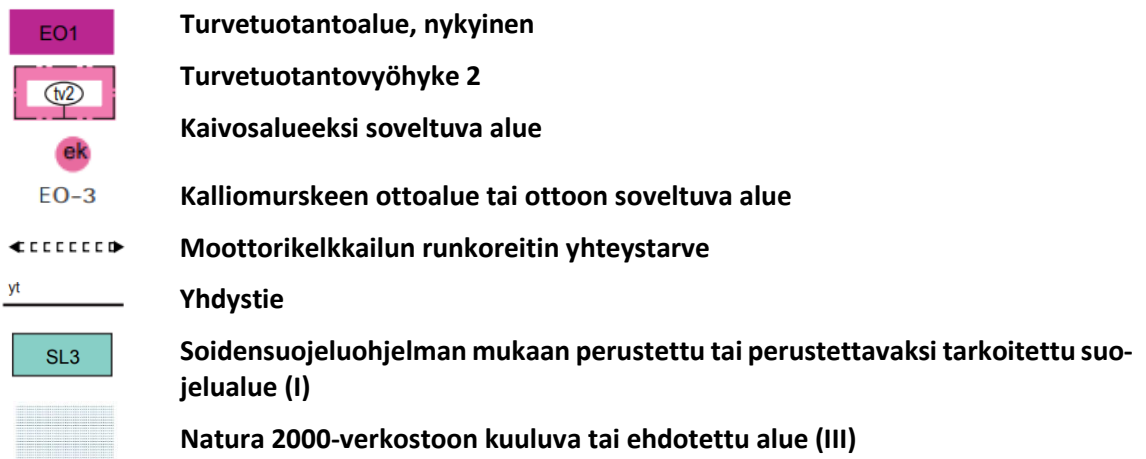 EO1 Turvetuotantoalue, nykyinen
tv2 Turvetuotantovyöhyke 2
ek Kaivosalueeksi soveltuva alue
EO-3 Kalliomurskeen ottoalue tai ottoon soveltuva alue
Moottorikelkkailun runkoreitin yhteystarve
yt Yhdystie
SL3 Soidensuojeluohjelman mukaan perustettu tai perustettavaksi tarkoitettu suo-
jelualue (I)
Natura 2000-verkostoon kuuluva tai ehdotettu alue (III)